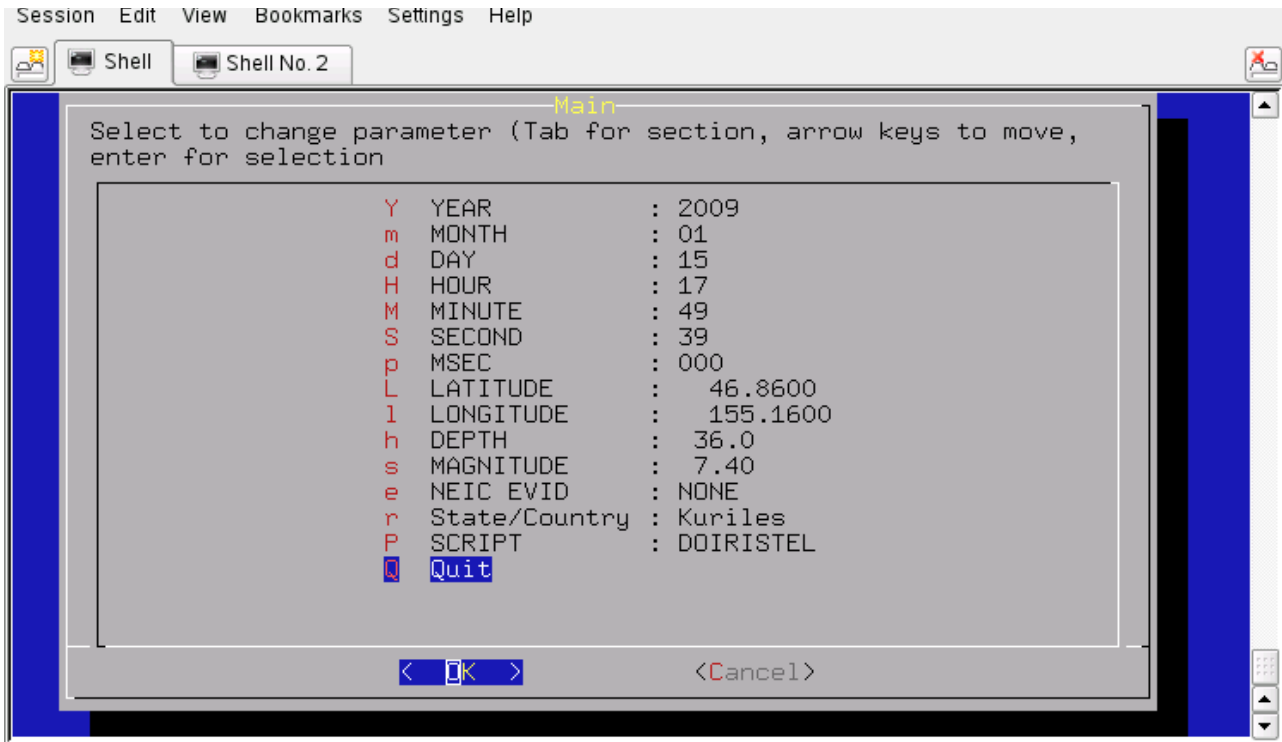 Session Edit View Bookmarks Settings Help
Shell Shell No. 2
Main
Select to change parameter (Tab for section, arrow keys to move,
enter for selection
Y YEAR : 2009
m MONTH : 01
d DAY : 15
H HOUR : 17
M MINUTE : 49
S SECOND : 39
p MSEC : 000
L LATITUDE : 46.8600
l LONGITUDE : 155.1600
h DEPTH : 36.0
s MAGNITUDE : 7.40
e NEIC EVID : NONE
r State/Country : Kuriles
P SCRIPT : DOIRISTEL
Q Quit
< OK > <Cancel>